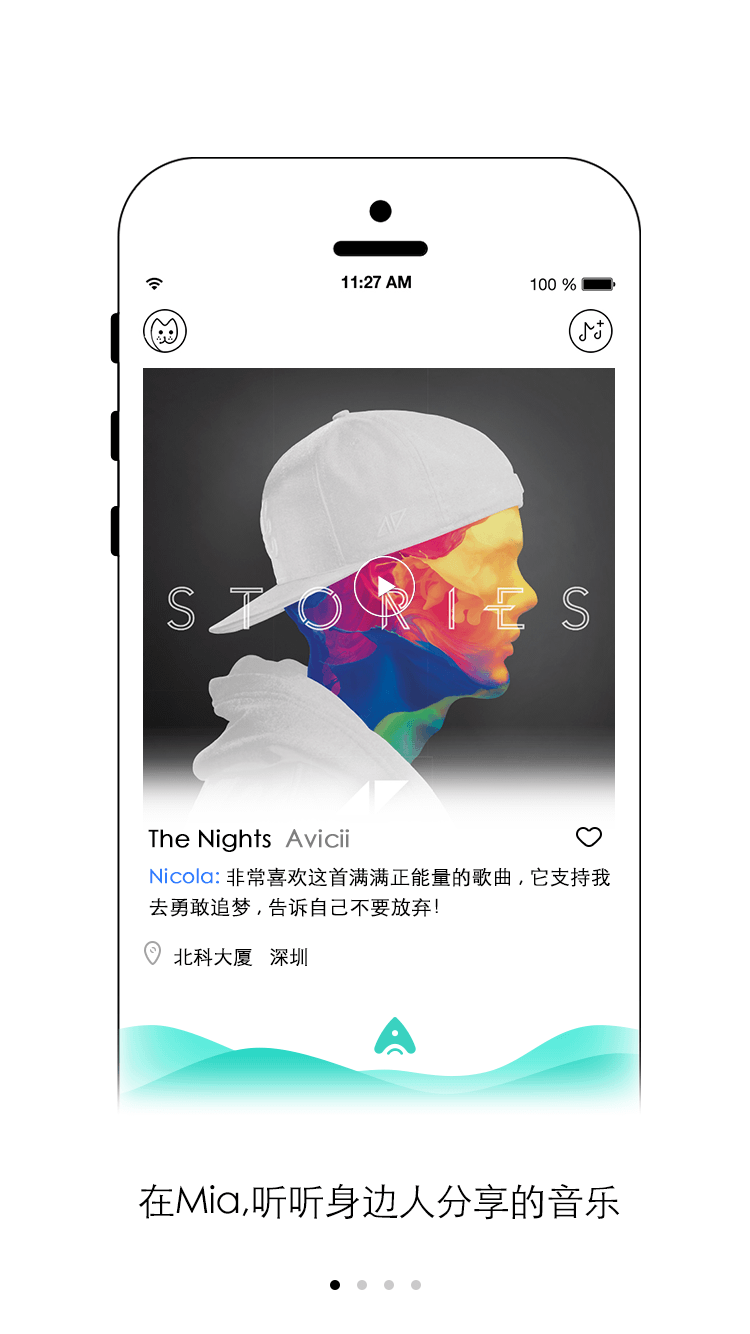 11:27 AM
100 %
STORIES
The Nights Avicii
Nicola: 非常喜欢这首满满正能量的歌曲，它支持我
去勇敢追梦，告诉自己不要放弃！
北科大厦 深圳
在Mia,听听身边人分享的音乐